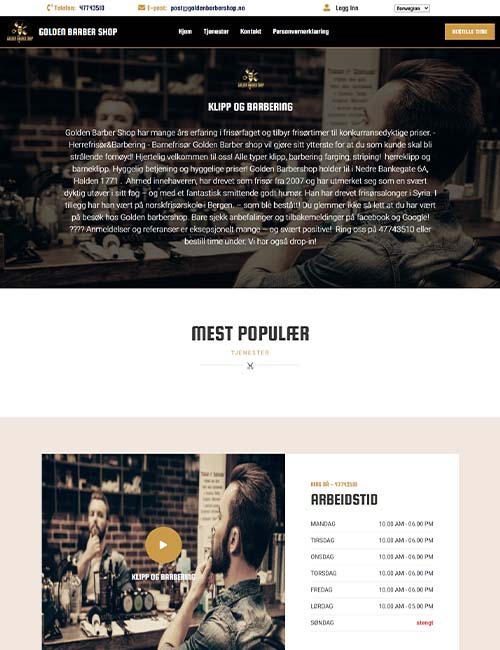 Telefon: 47743510
E-post: post@goldenbarbershop.no
Logg Inn
Norwegian
GOLDEN BARBER SHOP
GOLDEN BARBER SHOP
Hjem
Tjenester
Kontakt
Personvernerklæring
BESTILLE TIME
GOLDEN BARBER SHOP
KLIPP OG BARBERING
Golden Barber Shop har mange års erfaring i frisørfaget og tilbyr frisørtimer til konkurransedyktige priser. -
Herrefrisør&Barbering - Barnefrisør Golden Barber shop vil gjøre sitt ytterste for at du som kunde skal bli
strålende fornøyd! Hjertelig velkommen til oss! Alle typer klipp, barbering farging, striping! herreklipp og
barneklipp. Hyggelig betjening og hyggelige priser! Golden Barbershop holder til i Nedre Bankegate 6A,
Halden 1771 . Ahmed innehaveren, har drevet som frisør fra 2007 og har utmerket seg som en svært
dyktig utøver i sitt fag – og med et fantastisk smittende godt humør. Han har drevet frisørsalonger i Syria. I
tillegg har han vært på norskfrisørskole i Bergen. – som ble bestått! Du glemmer ikke så lett at du har vært
på besøk hos Golden barbershop. Bare sjekk anbefalinger og tilbakemeldinger på facebook og Google!
???? Anmeldelser og referanser er eksepsjonelt mange – og svært positive! Ring oss på 47743510 eller
bestill time under. Vi har også drop-in!
MEST POPULÆR
TJENESTER
KLIPP OG BARBERING
RING PÅ - 47743510
ARBEIDSTID
MANDAG 10:00 AM - 06:00 PM
TIRSDAG 10:00 AM - 06:00 PM
ONSDAG 10:00 AM - 06:00 PM
TORSDAG 10:00 AM - 06:00 PM
FREDAG 10:00 AM - 06:00 PM
LØRDAG 10:00 AM - 05:00 PM
SØNDAG stengt